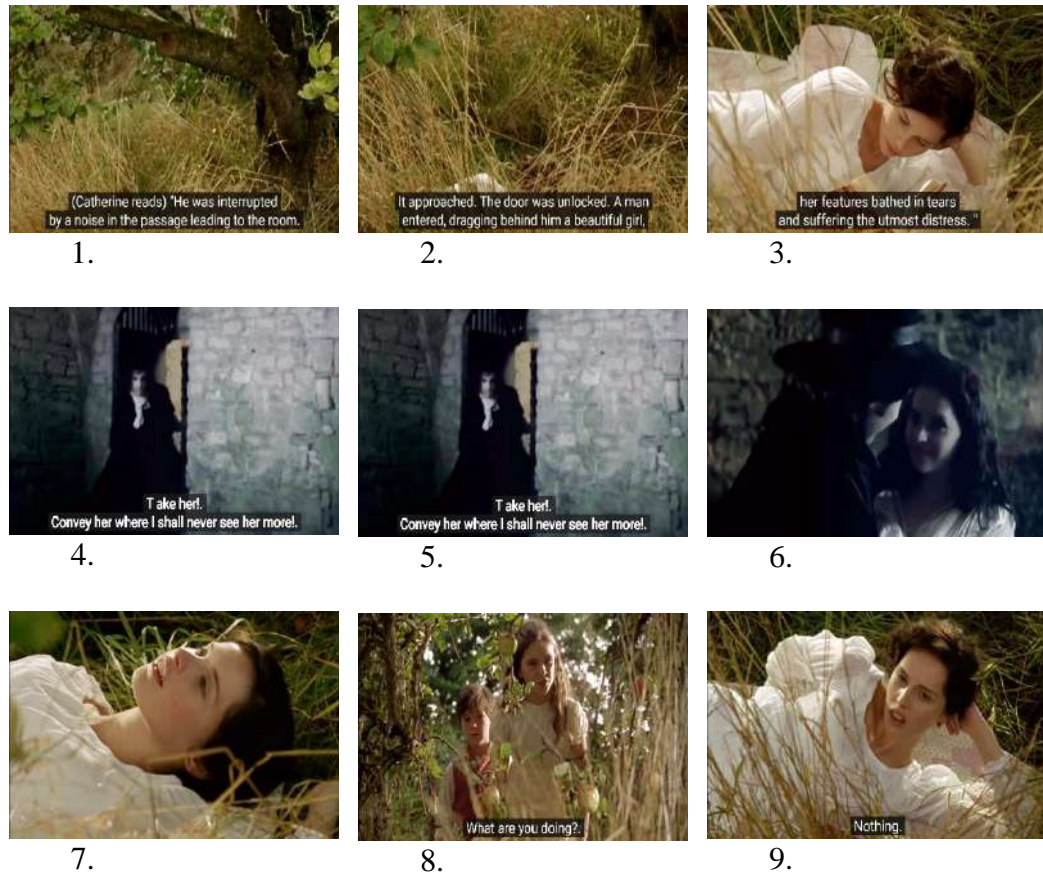 (Catherine reads) "He was interrupted
by a noise in the passage leading to the room.
1.
It approached. The door was unlocked. A man
entered, dragging behind him a beautiful girl,
2.
her features bathed in tears
and suffering the utmost distress. "
3.
T ake her!.
Convey her where I shall never see her more!.
4.
T ake her!.
Convey her where I shall never see her more!.
5.
6.
7.
What are you doing?.
8.
Nothing.
9.